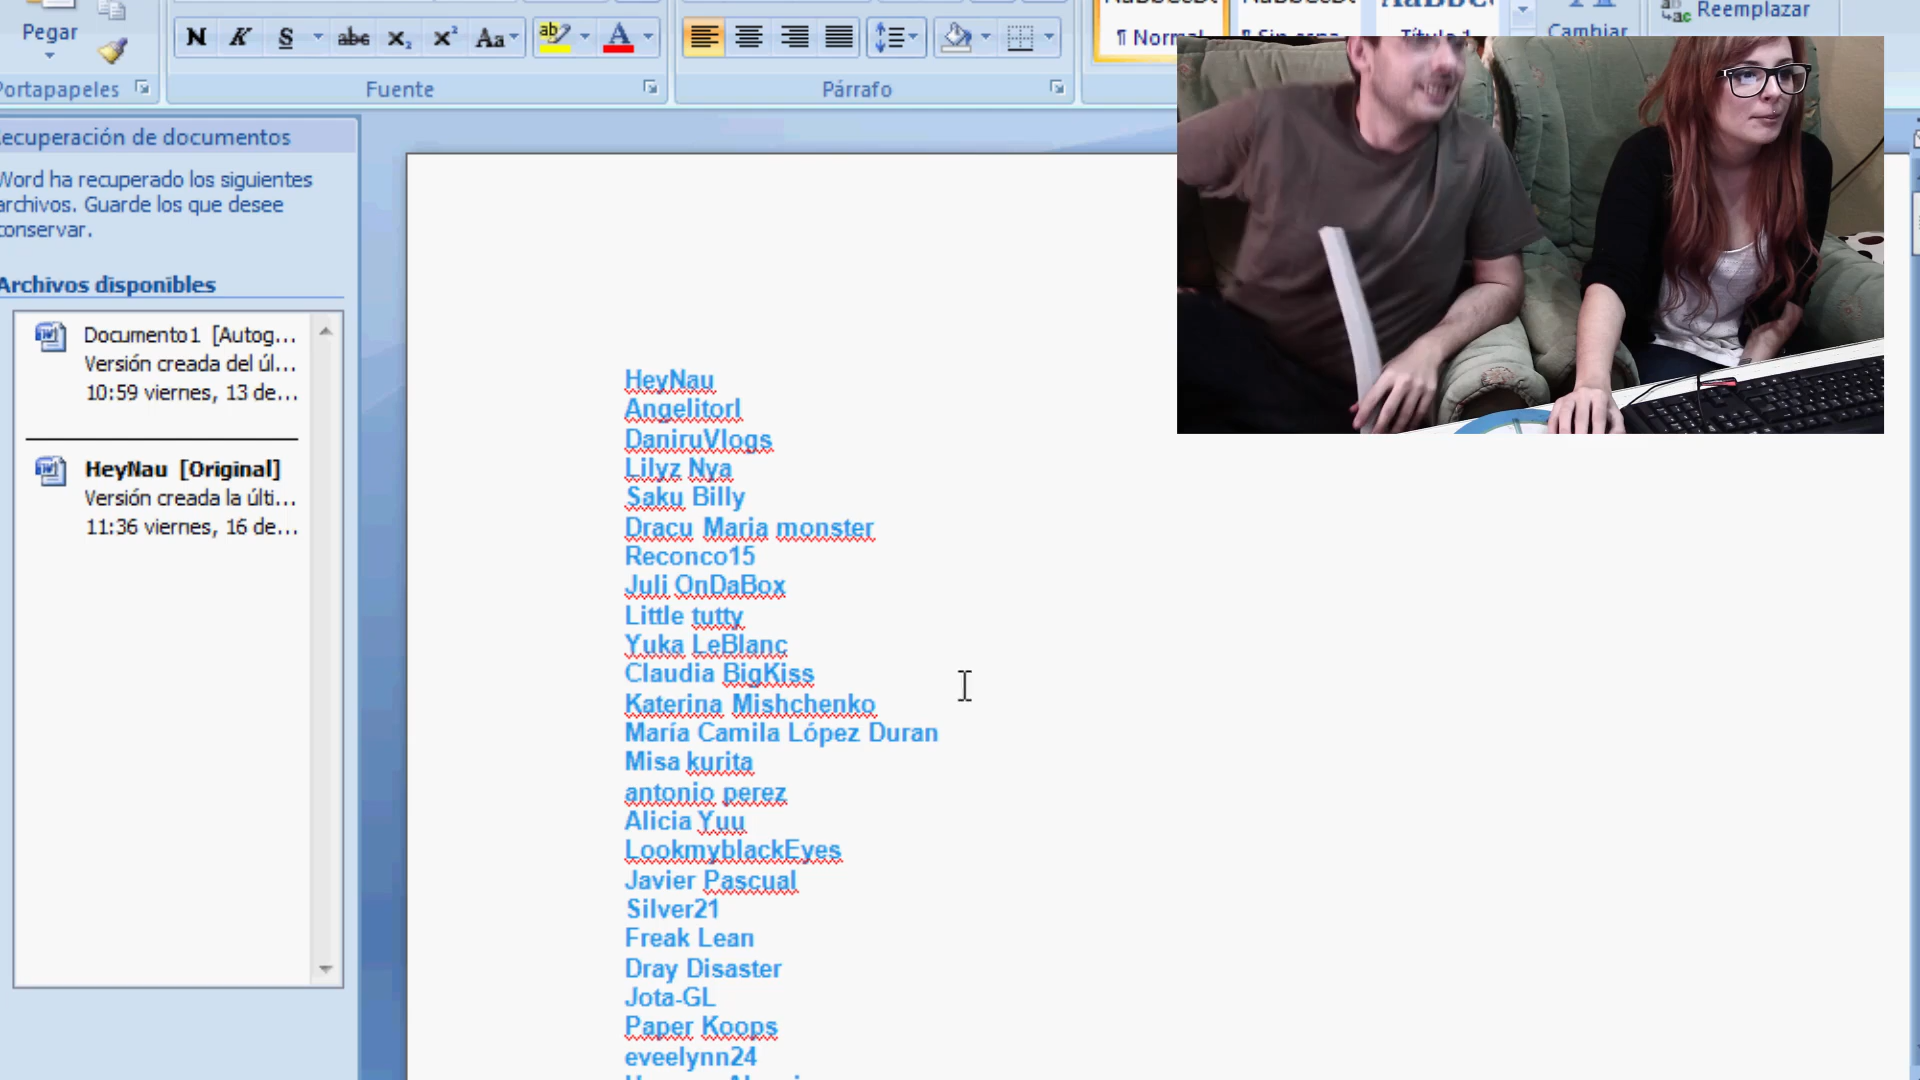 Pegar
Portapapeles
N K S abc x₂ x² Aa ab A
Fuente
Párrafo
¶ Normal
Título 1
Cambiar
Reemplazar
Recuperación de documentos
Word ha recuperado los siguientes
archivos. Guarde los que desee
conservar.
Archivos disponibles
Documento1 [Autog...
Versión creada del úl...
10:59 viernes, 13 de...
HeyNau [Original]
Versión creada la últi...
11:36 viernes, 16 de...
HeyNau
Angelitorl
DaniruVlogs
Lilyz Nya
Saku Billy
Dracu Maria monster
Reconco15
Juli OnDaBox
Little tutty
Yuka LeBlanc
Claudia BigKiss
Katerina Mishchenko
María Camila López Duran
Misa kurita
antonio perez
Alicia Yuu
LookmyblackEyes
Javier Pascual
Silver21
Freak Lean
Dray Disaster
Jota-GL
Paper Koops
eveelynn24